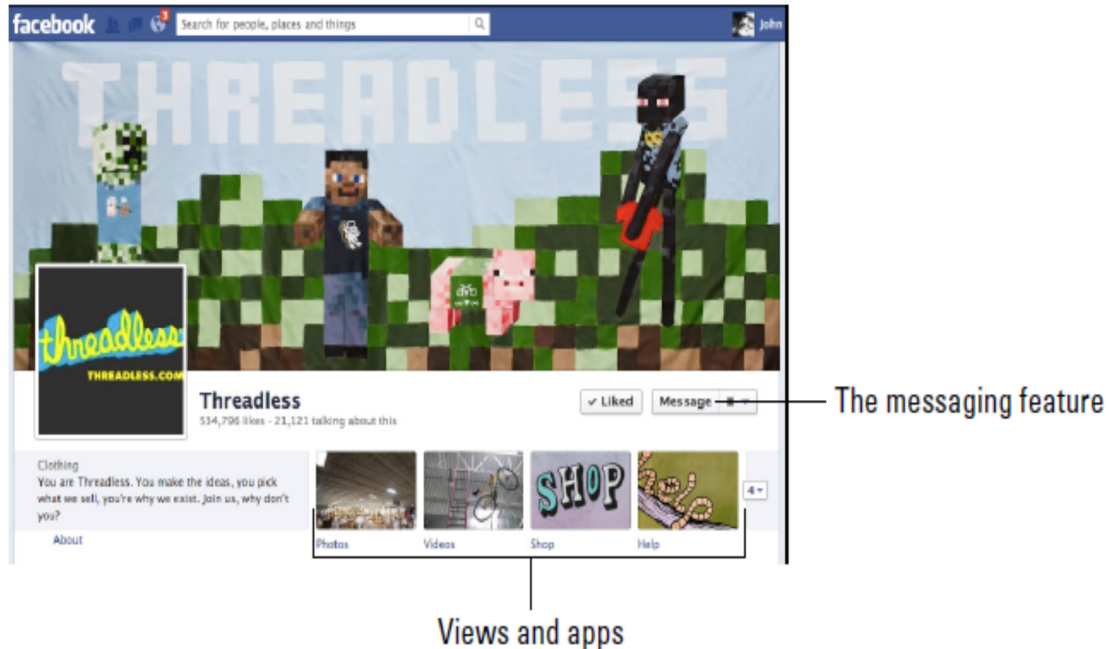 facebook 3 Search for people, places and things John
THREADLESS
threadless
THREADLESS.COM
Threadless
534,796 likes - 21,121 talking about this
✓ Liked
Message
The messaging feature
Clothing
You are Threadless. You make the ideas, you pick
what we sell, you're why we exist. Join us, why don't
you?
About
SHOP
help
4
Photos
Videos
Shop
Help
Views and apps